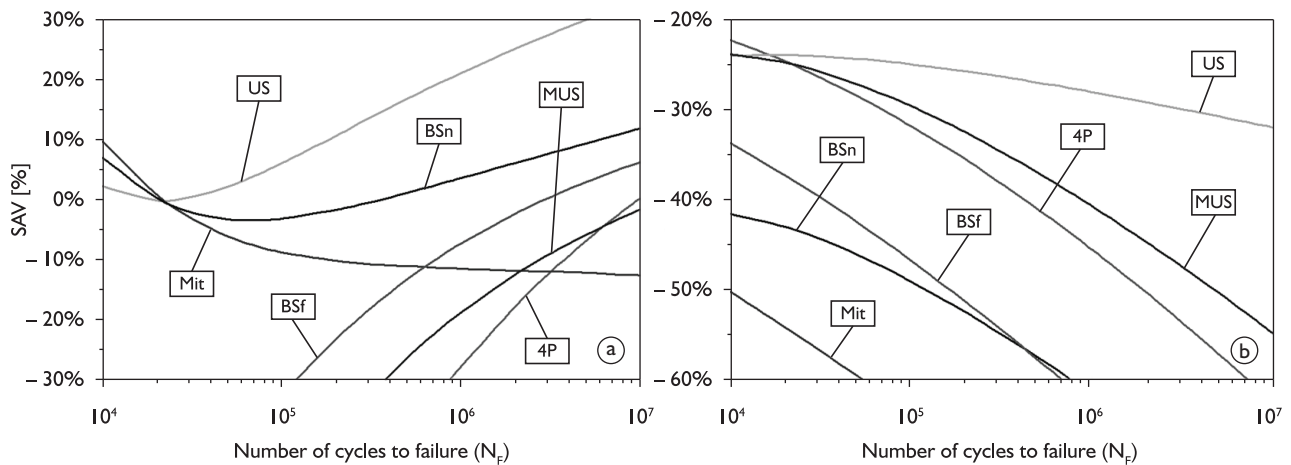 SAV [%]
30%
20%
10%
0%
– 10%
– 20%
– 30%
US
BSn
MUS
Mit
BSf
4P
a
10⁴
10⁵
10⁶
10⁷
Number of cycles to failure (N_F)
– 20%
– 30%
– 40%
– 50%
– 60%
US
4P
BSn
BSf
MUS
Mit
b
10⁴
10⁵
10⁶
10⁷
Number of cycles to failure (N_F)